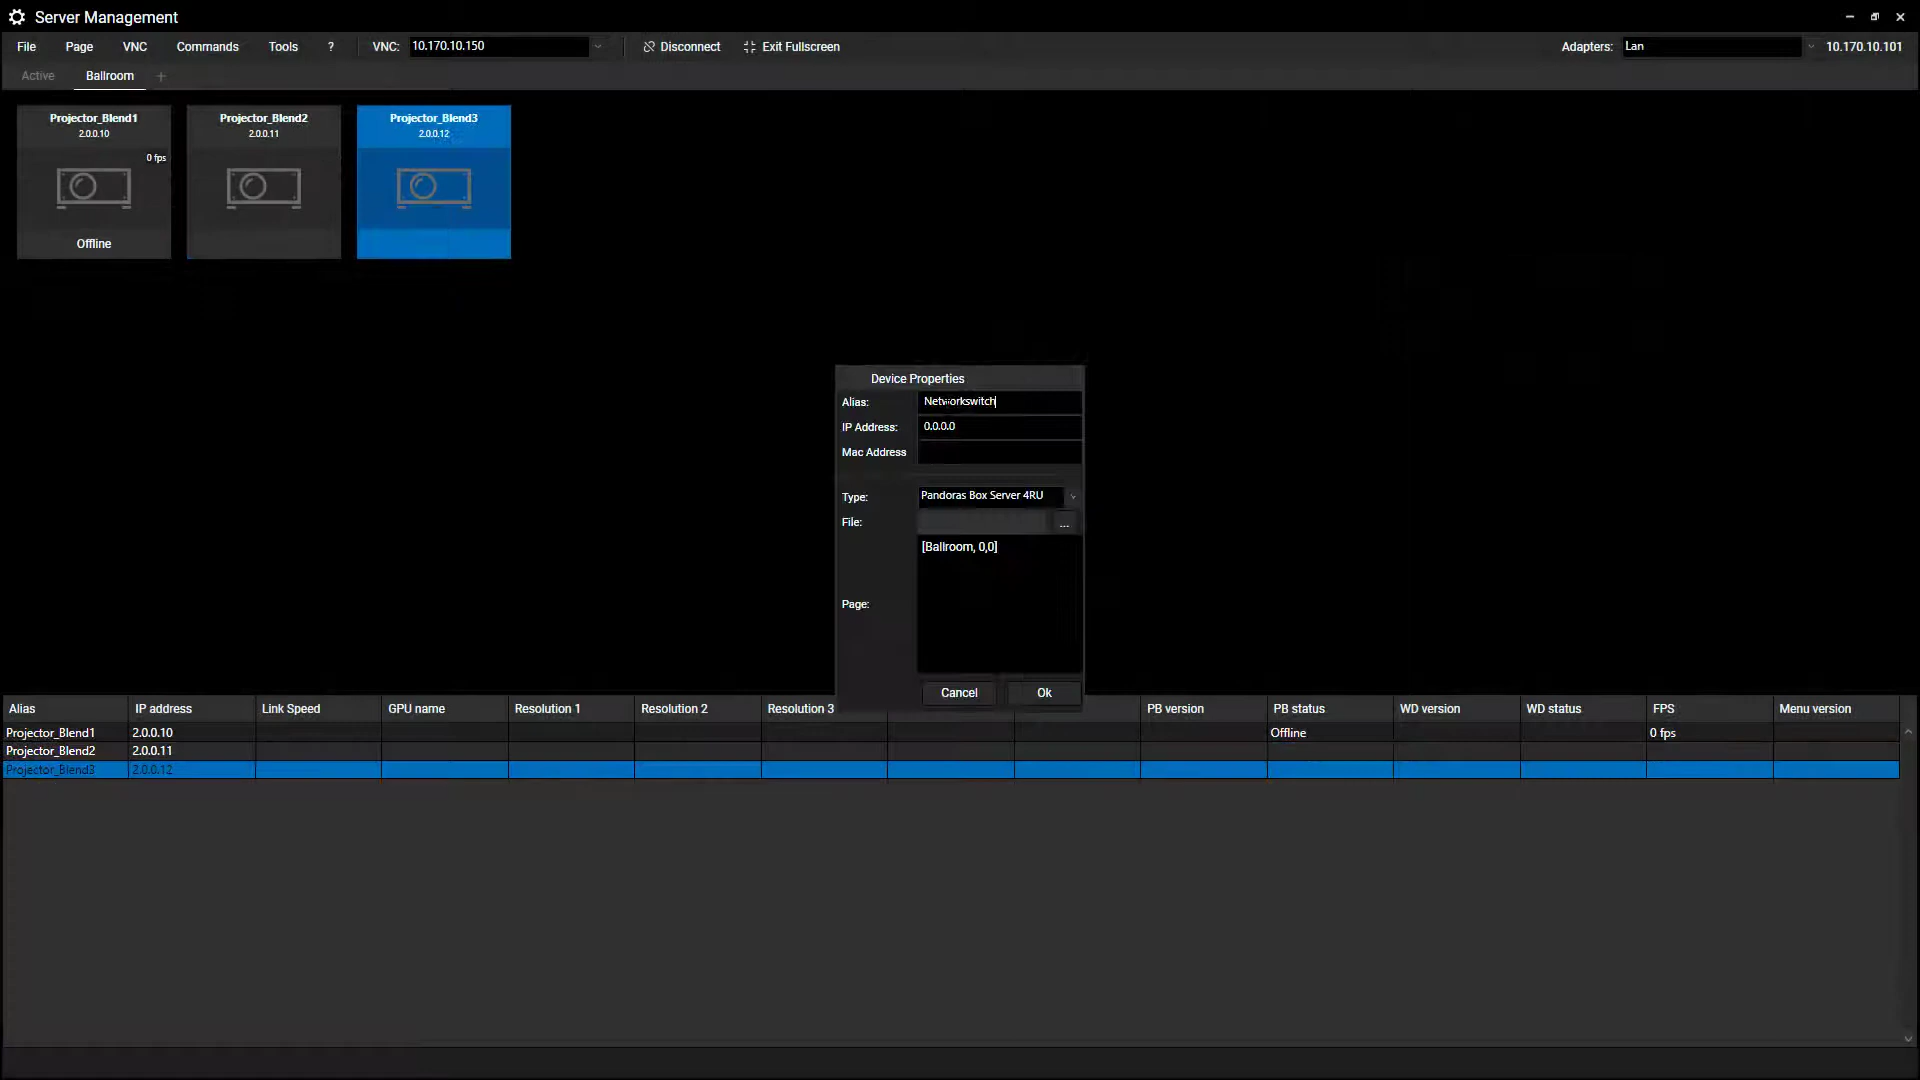 Server Management
File Page VNC Commands Tools ? VNC: 10.170.10.150 Disconnect Exit Fullscreen Adapters: Lan 10.170.10.101
Active Ballroom +
Projector_Blend1 Projector_Blend2 Projector_Blend3
2.0.0.10 2.0.0.11 2.0.0.12
0 fps
Offline
Device Properties
Alias: Networkswitch
IP Address: 0.0.0.0
Mac Address
Type: Pandoras Box Server 4RU
File: ...
[Ballroom, 0,0]
Page:
Cancel Ok
Alias IP address Link Speed GPU name Resolution 1 Resolution 2 Resolution 3 PB version PB status WD version WD status FPS Menu version
Projector_Blend1 2.0.0.10 Offline 0 fps
Projector_Blend2 2.0.0.11
Projector_Blend3 2.0.0.12